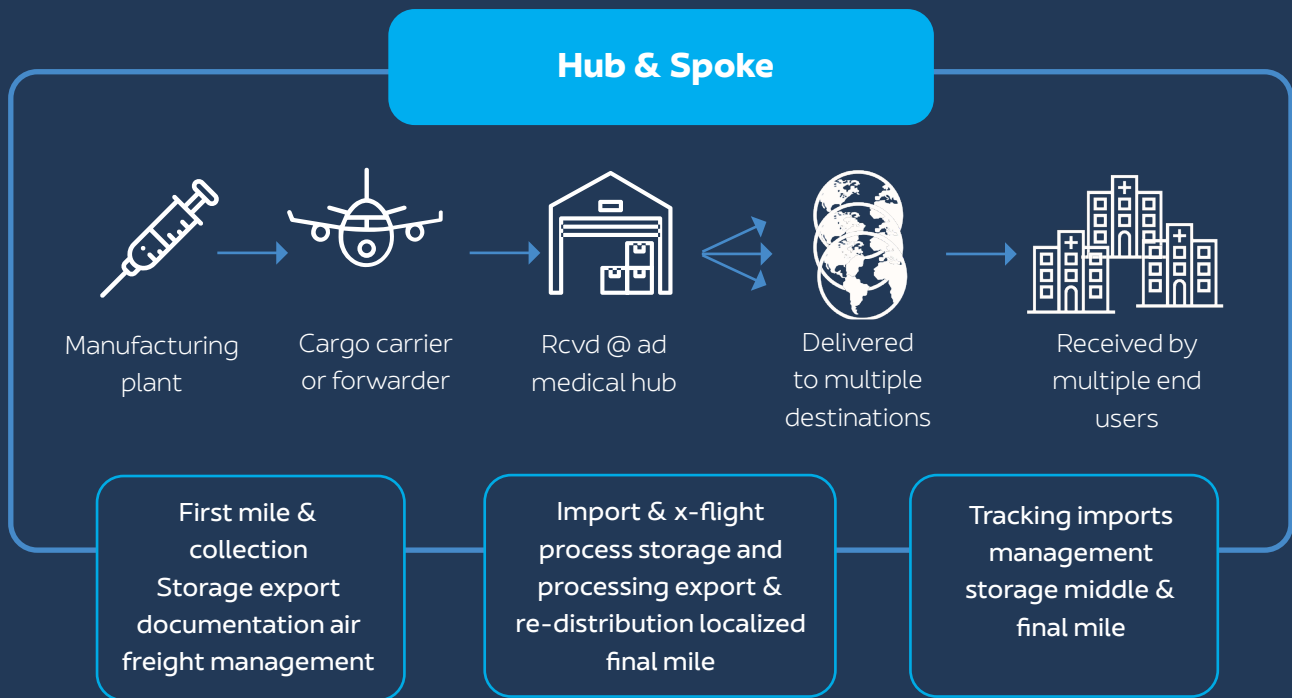 Hub & Spoke
Manufacturing
plant
Cargo carrier
or forwarder
Rcvd @ ad
medical hub
Delivered
to multiple
destinations
Received by
multiple end
users
First mile &
collection
Storage export
documentation air
freight management
Import & x-flight
process storage and
processing export &
re-distribution localized
final mile
Tracking imports
management
storage middle &
final mile